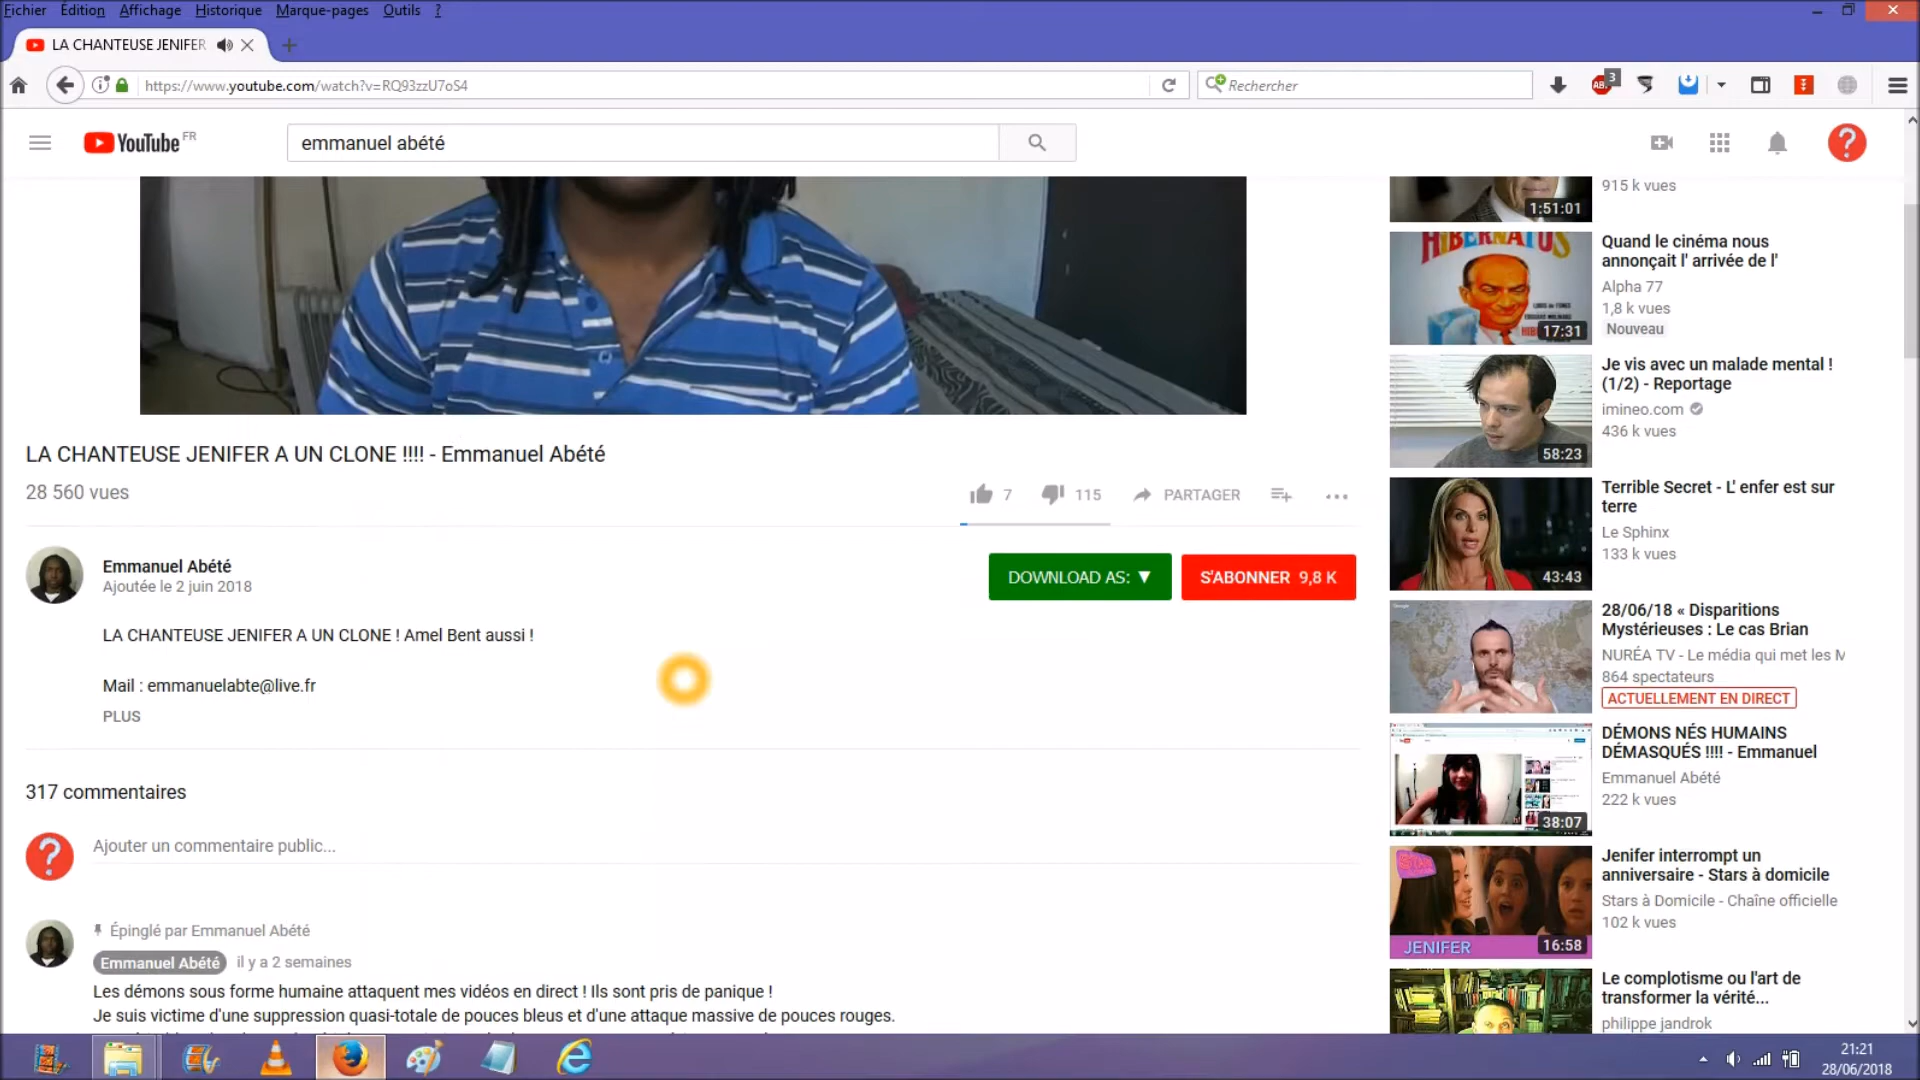 Fichier Édition Affichage Historique Marque-pages Outils ?
LA CHANTEUSE JENIFER
https://www.youtube.com/watch?v=RQ93zzU7oS4
Rechercher
ABP
3
YouTube FR
emmanuel abété
?
LA CHANTEUSE JENIFER A UN CLONE !!!! - Emmanuel Abété
28 560 vues
7
115
PARTAGER
Emmanuel Abété
Ajoutée le 2 juin 2018
DOWNLOAD AS: ▼
S'ABONNER 9,8 K
LA CHANTEUSE JENIFER A UN CLONE ! Amel Bent aussi !
Mail : emmanuelabte@live.fr
PLUS
317 commentaires
?
Ajouter un commentaire public...
Épinglé par Emmanuel Abété
Emmanuel Abété il y a 2 semaines
Les démons sous forme humaine attaquent mes vidéos en direct ! Ils sont pris de panique !
Je suis victime d'une suppression quasi-totale de pouces bleus et d'une attaque massive de pouces rouges.
1:51:01
915 k vues
HIBERNATUS
17:31
Quand le cinéma nous
annonçait l' arrivée de l'
Alpha 77
1,8 k vues
Nouveau
58:23
Je vis avec un malade mental !
(1/2) - Reportage
imineo.com
436 k vues
43:43
Terrible Secret - L' enfer est sur
terre
Le Sphinx
133 k vues
28/06/18 « Disparitions
Mystérieuses : Le cas Brian
NURÉA TV - Le média qui met les M
864 spectateurs
ACTUELLEMENT EN DIRECT
38:07
DÉMONS NÉS HUMAINS
DÉMASQUÉS !!!! - Emmanuel
Emmanuel Abété
222 k vues
JENIFER
16:58
Jenifer interrompt un
anniversaire - Stars à domicile
Stars à Domicile - Chaîne officielle
102 k vues
Le complotisme ou l'art de
transformer la vérité...
philippe jandrok
21:21
28/06/2018